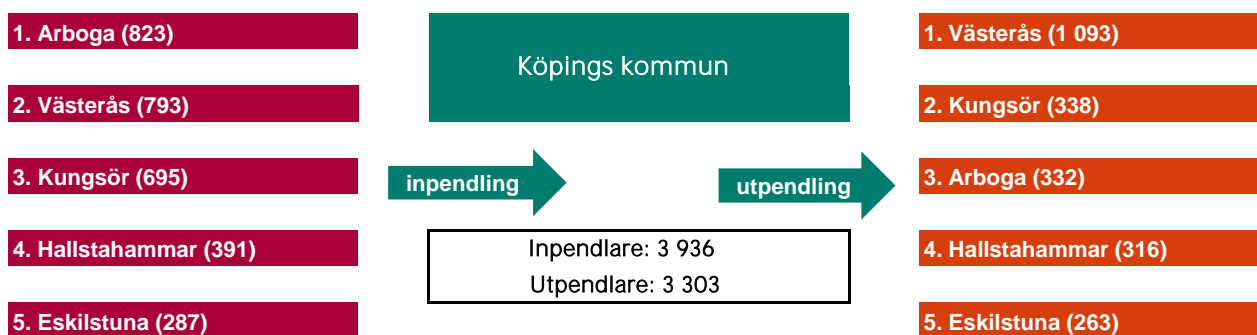 1. Arboga (823)
2. Västerås (793)
3. Kungsör (695)
4. Hallstahammar (391)
5. Eskilstuna (287)
Köpings kommun
inpendling
utpendling
Inpendlare: 3 936
Utpendlare: 3 303
1. Västerås (1 093)
2. Kungsör (338)
3. Arboga (332)
4. Hallstahammar (316)
5. Eskilstuna (263)